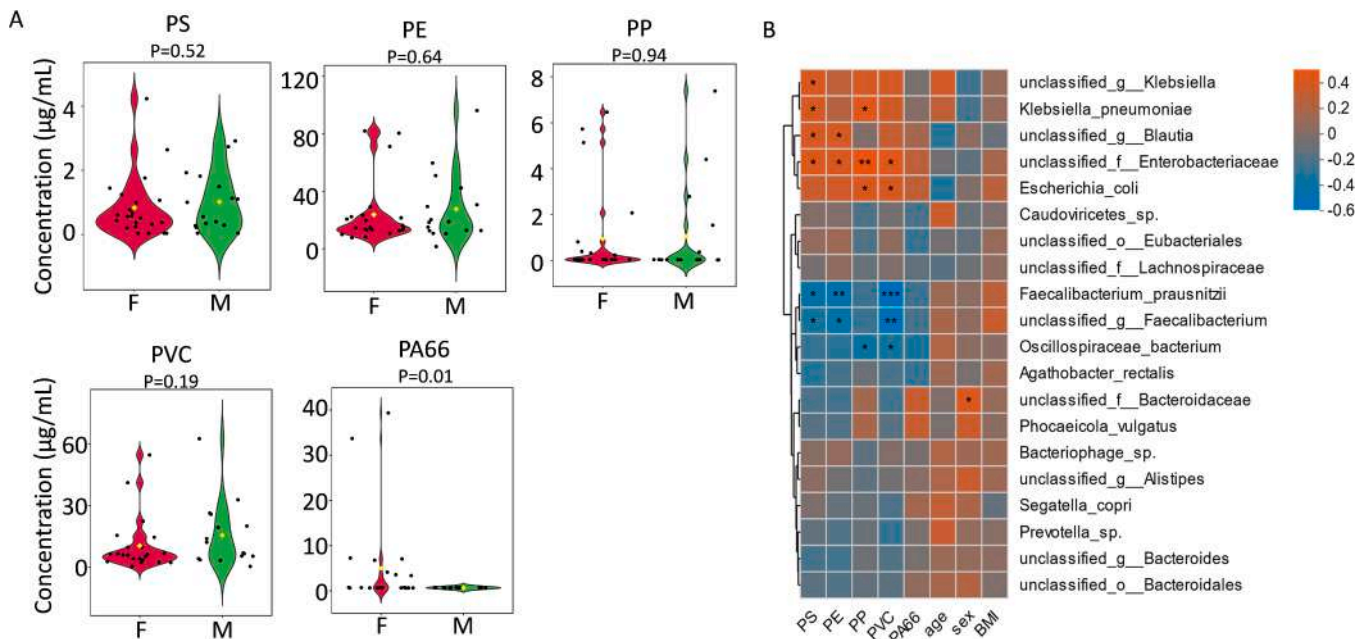 A
PS
P=0.52
Concentration (μg/mL)
4
2
0
F M
PE
P=0.64
120
80
40
0
F M
PP
P=0.94
8
6
4
2
1
0
F M
PVC
P=0.19
Concentration (μg/mL)
60
30
10
0
F M
PA66
P=0.01
40
30
20
10
5
0
F M
B
unclassified_g__Klebsiella
Klebsiella_pneumoniae
unclassified_g__Blautia
unclassified_f__Enterobacteriaceae
Escherichia_coli
Caudoviricetes_sp.
unclassified_o__Eubacteriales
unclassified_f__Lachnospiraceae
Faecalibacterium_prausnitzii
unclassified_g__Faecalibacterium
Oscillospiraceae_bacterium
Agathobacter_rectalis
unclassified_f__Bacteroidaceae
Phocaeicola_vulgatus
Bacteriophage_sp.
unclassified_g__Alistipes
Segatella_copri
Prevotella_sp.
unclassified_g__Bacteroides
unclassified_o__Bacteroidales
PS PE PP PVC PA66 age sex BMI
*
* *
* *
* * ** *
* *
* ** ***
* * **
* *
*
0.4
0.2
0
-0.2
-0.4
-0.6